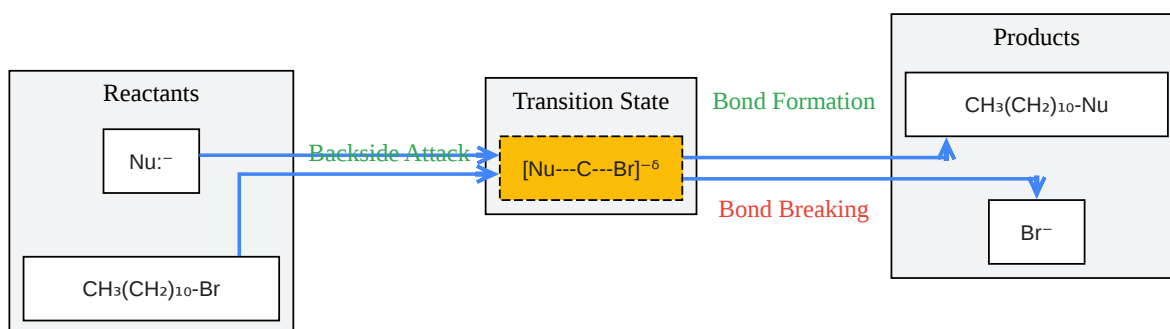 Reactants
Nu:⁻
CH₃(CH₂)₁₀-Br
Backside Attack
Transition State
[Nu---C---Br]⁻ᵟ
Bond Formation
Bond Breaking
Products
CH₃(CH₂)₁₀-Nu
Br⁻